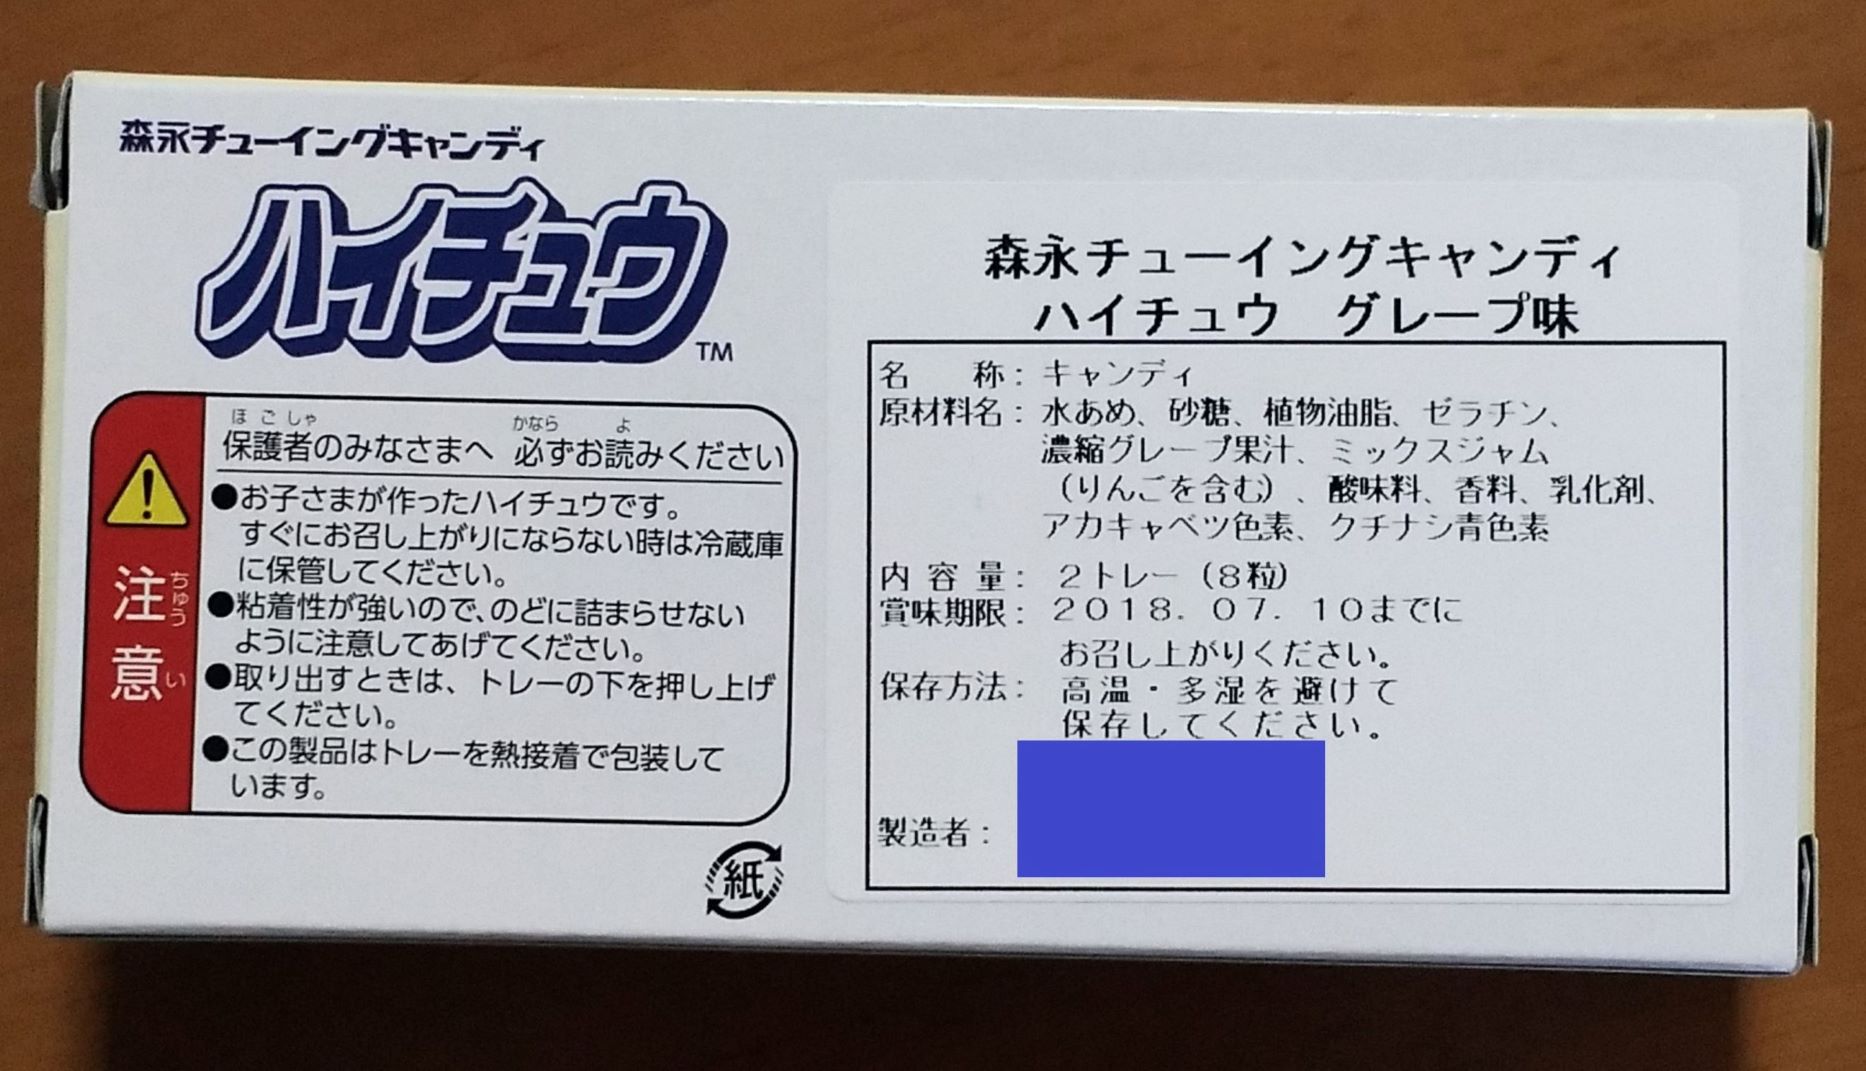 森永チューイングキャンディ
ハイチュウ
TM
注意
ちゅうい
ほごしゃ かなら よ
保護者のみなさまへ 必ずお読みください
●お子さまが作ったハイチュウです。
すぐにお召し上がりにならない時は冷蔵庫
に保管してください。
●粘着性が強いので、のどに詰まらせない
ように注意してあげてください。
●取り出すときは、トレーの下を押し上げ
てください。
●この製品はトレーを熱接着で包装して
います。
紙
森永チューイングキャンディ
ハイチュウ グレープ味
名称:キャンディ
原材料名:水あめ、砂糖、植物油脂、ゼラチン、
濃縮グレープ果汁、ミックスジャム
(りんごを含む)、酸味料、香料、乳化剤、
アカキャベツ色素、クチナシ青色素
内容量:2トレー(8粒)
賞味期限:2018.07.10までに
お召し上がりください。
保存方法:高温・多湿を避けて
保存してください。
製造者: